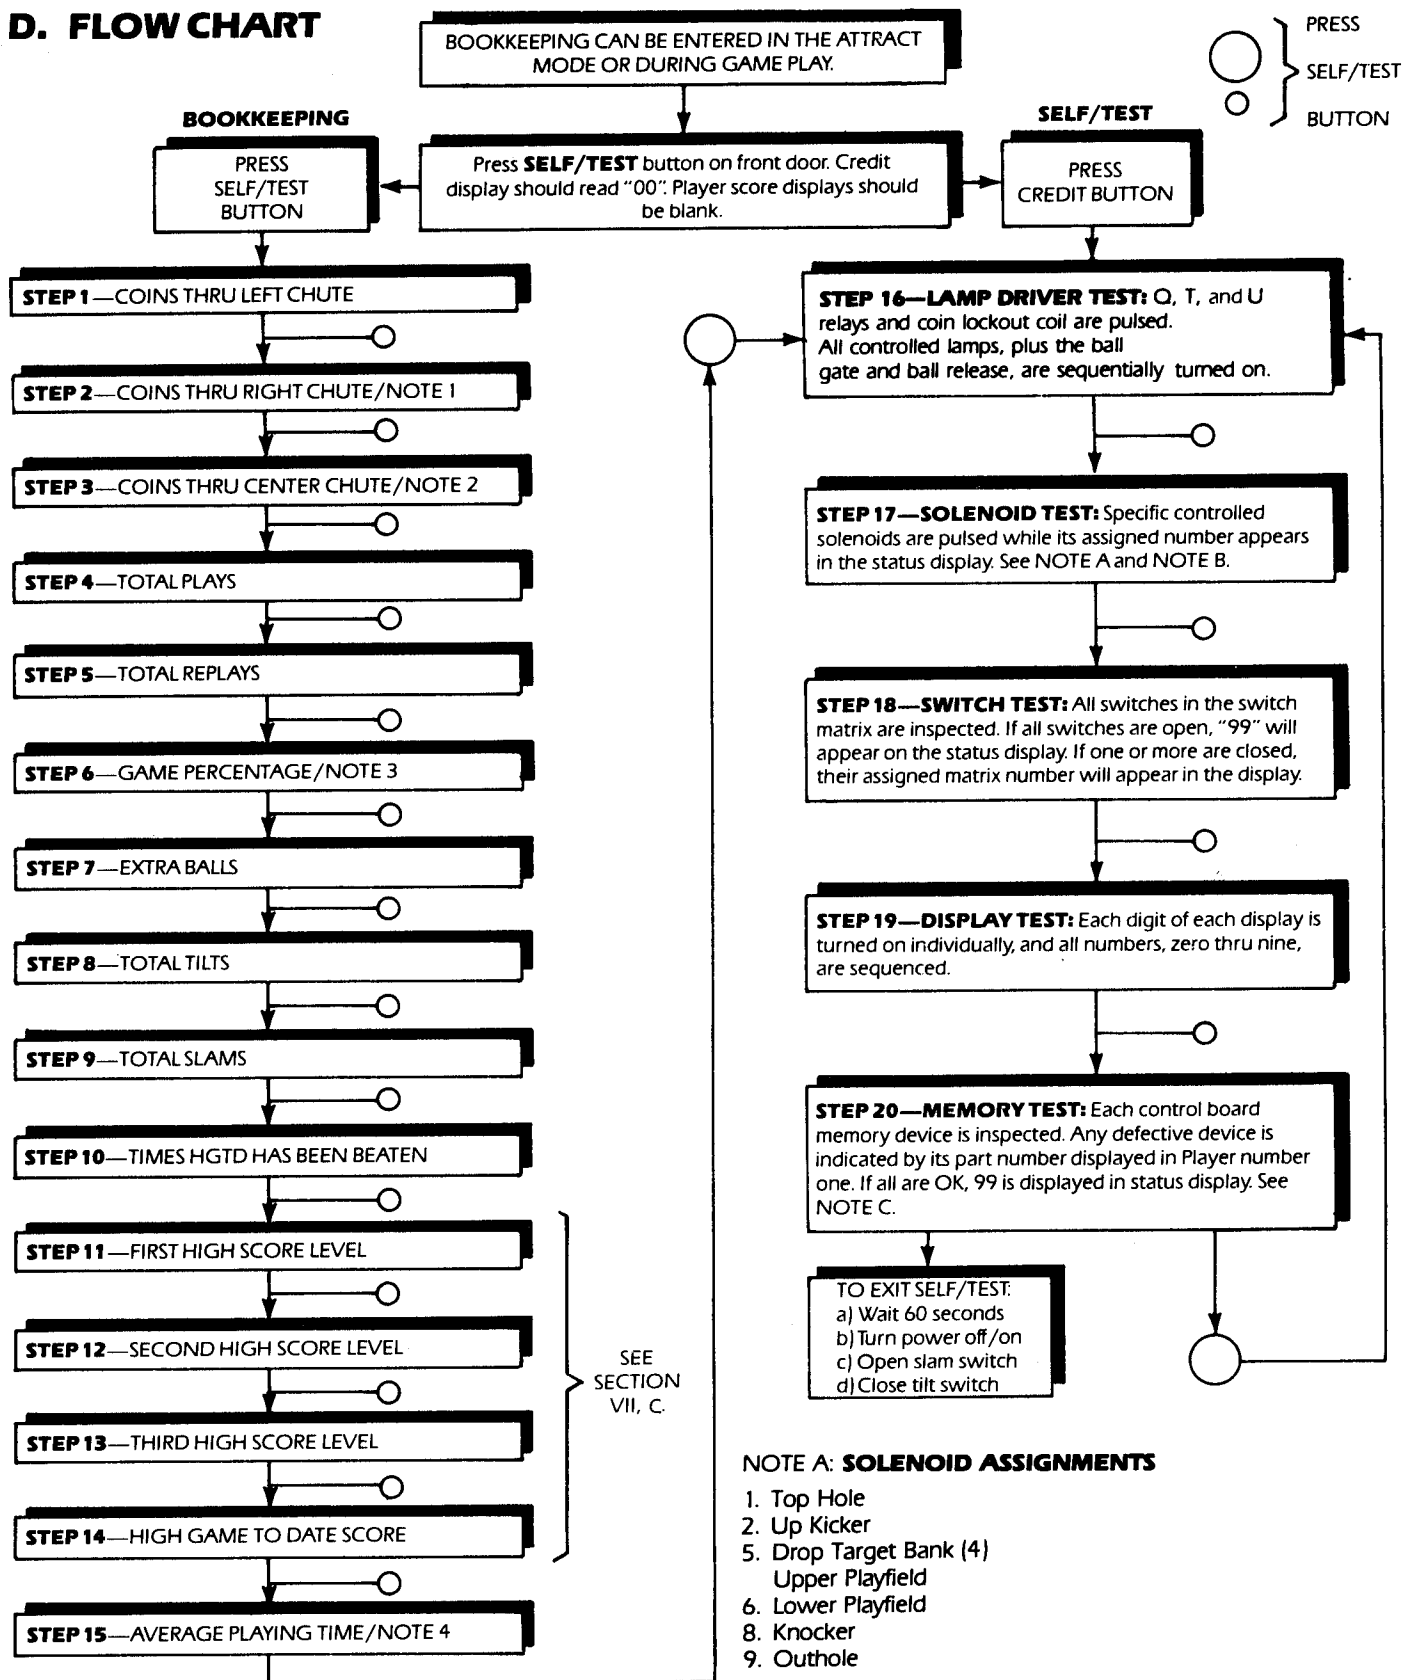 D. FLOW CHART
BOOKKEEPING CAN BE ENTERED IN THE ATTRACT
MODE OR DURING GAME PLAY.
PRESS
SELF/TEST
BUTTON
BOOKKEEPING
PRESS
SELF/TEST
BUTTON
Press SELF/TEST button on front door. Credit
display should read "00". Player score displays should
be blank.
SELF/TEST
PRESS
CREDIT BUTTON
STEP 1—COINS THRU LEFT CHUTE
STEP 2—COINS THRU RIGHT CHUTE/NOTE 1
STEP 3—COINS THRU CENTER CHUTE/NOTE 2
STEP 4—TOTAL PLAYS
STEP 5—TOTAL REPLAYS
STEP 6—GAME PERCENTAGE/NOTE 3
STEP 7—EXTRA BALLS
STEP 8—TOTAL TILTS
STEP 9—TOTAL SLAMS
STEP 10—TIMES HGTD HAS BEEN BEATEN
STEP 11—FIRST HIGH SCORE LEVEL
STEP 12—SECOND HIGH SCORE LEVEL
STEP 13—THIRD HIGH SCORE LEVEL
STEP 14—HIGH GAME TO DATE SCORE
SEE
SECTION
VII, C.
STEP 15—AVERAGE PLAYING TIME/NOTE 4
STEP 16—LAMP DRIVER TEST: Q, T, and U
relays and coin lockout coil are pulsed.
All controlled lamps, plus the ball
gate and ball release, are sequentially turned on.
STEP 17—SOLENOID TEST: Specific controlled
solenoids are pulsed while its assigned number appears
in the status display. See NOTE A and NOTE B.
STEP 18—SWITCH TEST: All switches in the switch
matrix are inspected. If all switches are open, "99" will
appear on the status display. If one or more are closed,
their assigned matrix number will appear in the display.
STEP 19—DISPLAY TEST: Each digit of each display is
turned on individually, and all numbers, zero thru nine,
are sequenced.
STEP 20—MEMORY TEST: Each control board
memory device is inspected. Any defective device is
indicated by its part number displayed in Player number
one. If all are OK, 99 is displayed in status display. See
NOTE C.
TO EXIT SELF/TEST:
a) Wait 60 seconds
b) Turn power off/on
c) Open slam switch
d) Close tilt switch
NOTE A: SOLENOID ASSIGNMENTS
1. Top Hole
2. Up Kicker
5. Drop Target Bank (4)
Upper Playfield
6. Lower Playfield
8. Knocker
9. Outhole